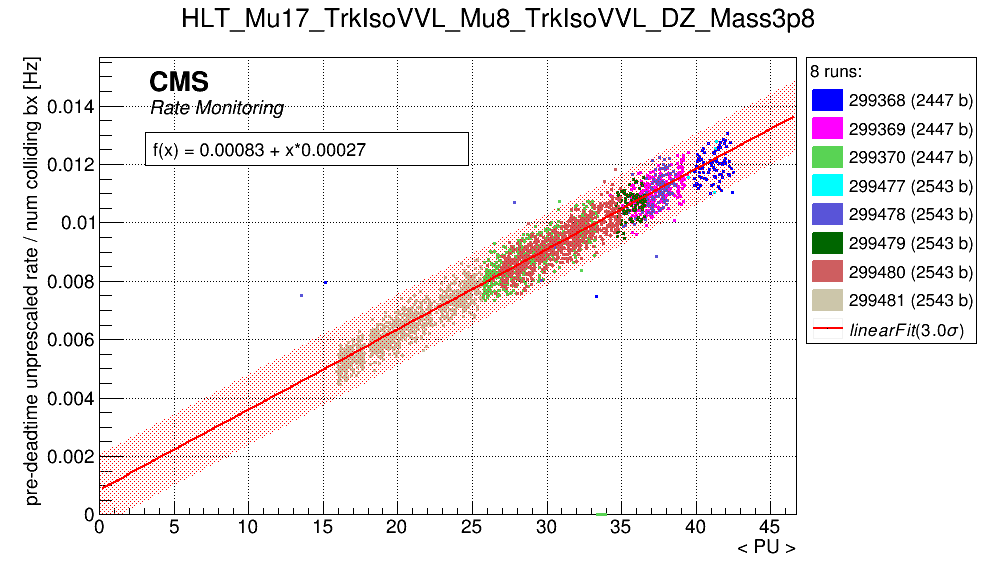 HLT_Mu17_TrkIsoVVL_Mu8_TrkIsoVVL_DZ_Mass3p8
pre-deadtime unprescaled rate / num colliding bx [Hz]
CMS
Rate Monitoring
f(x) = 0.00083 + x*0.00027
0.014
0.012
0.01
0.008
0.006
0.004
0.002
0
0 5 10 15 20 25 30 35 40 45
< PU >
8 runs:
299368 (2447 b)
299369 (2447 b)
299370 (2447 b)
299477 (2543 b)
299478 (2543 b)
299479 (2543 b)
299480 (2543 b)
299481 (2543 b)
linearFit(3.0σ)